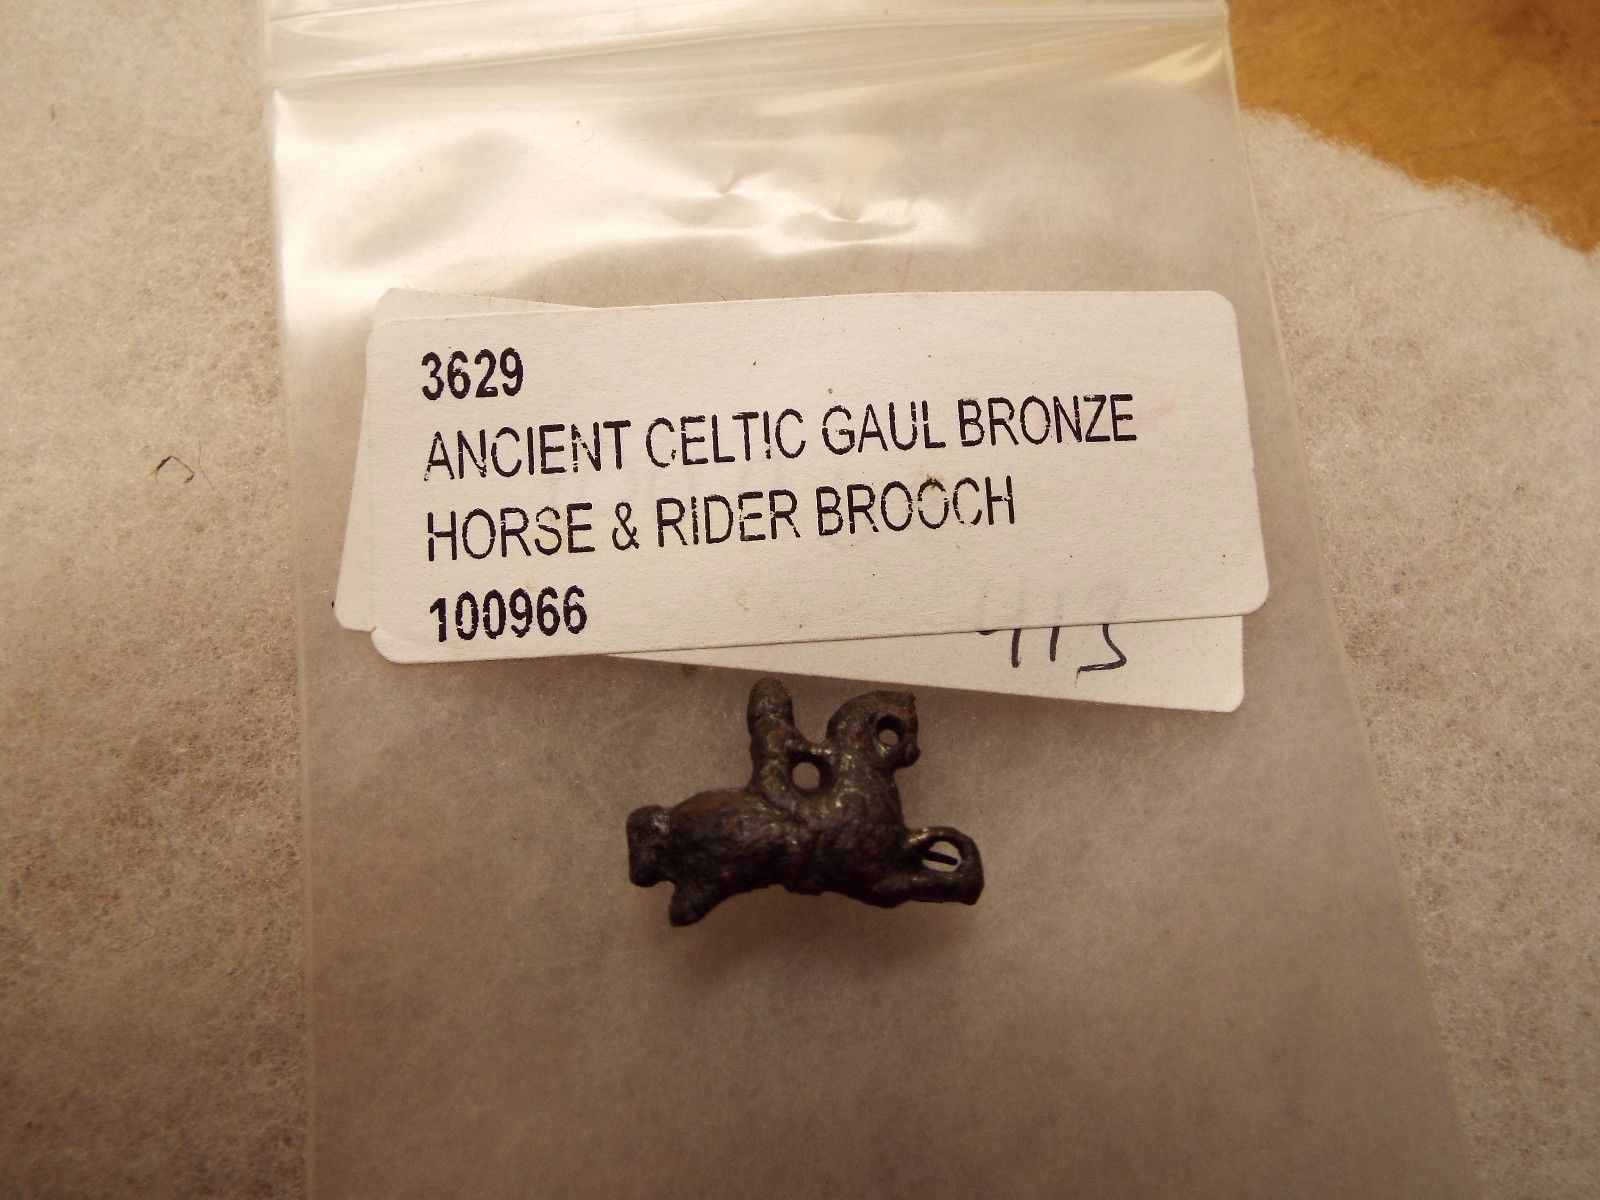 3629
ANCIENT CELTIC GAUL BRONZE
HORSE & RIDER BROOCH
100966